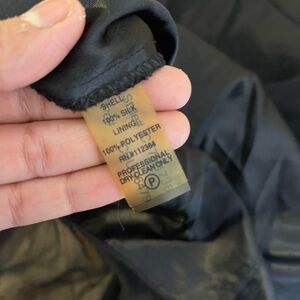 SHELL
100% SILK
LINING
100% POLYESTER
RN#112384
PROFESSIONAL
DRY CLEAN ONLY
P